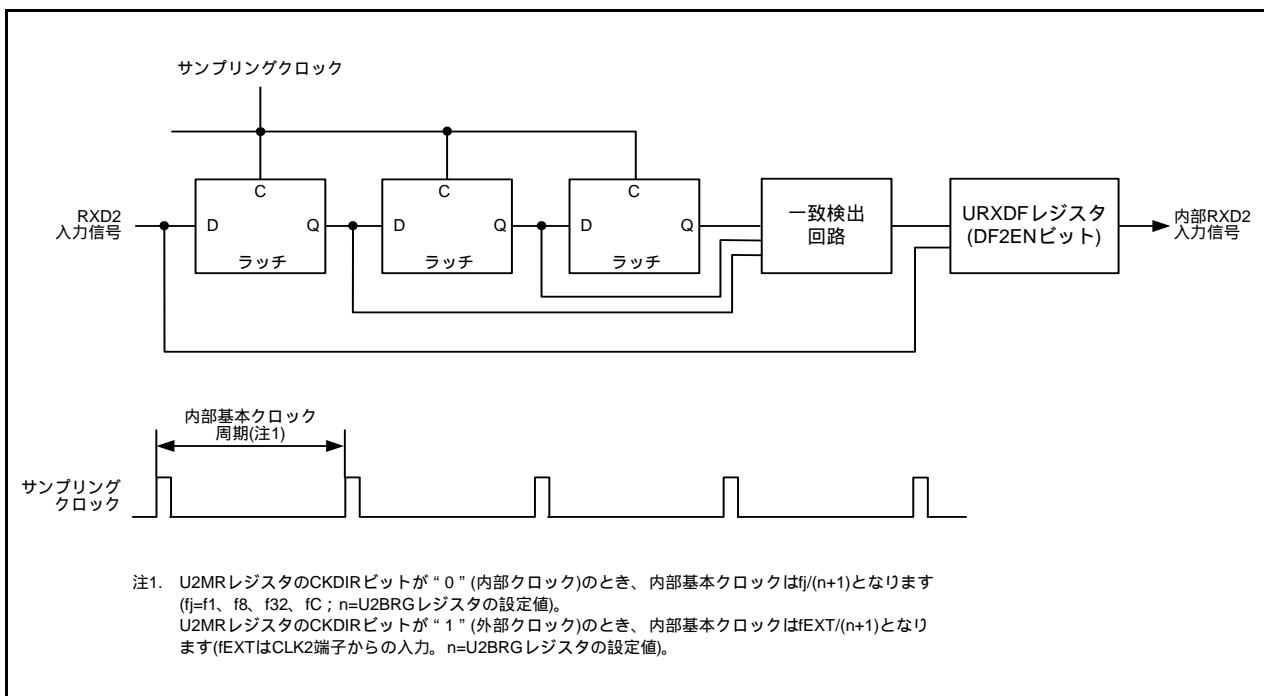 サンプリングクロック
C
C
C
RXD2
入力信号
D
Q
ラッチ
D
Q
ラッチ
D
Q
ラッチ
一致検出
回路
URXDFレジスタ
(DF2ENビット)
内部RXD2
入力信号
内部基本クロック
周期(注1)
サンプリング
クロック
注1. U2MRレジスタのCKDIRビットが“0”(内部クロック)のとき、内部基本クロックはfj/(n+1)となります
(fj=f1、f8、f32、fC ; n=U2BRGレジスタの設定値)。
U2MRレジスタのCKDIRビットが“1”(外部クロック)のとき、内部基本クロックはfEXT/(n+1)となり
ます(fEXTはCLK2端子からの入力。n=U2BRGレジスタの設定値)。